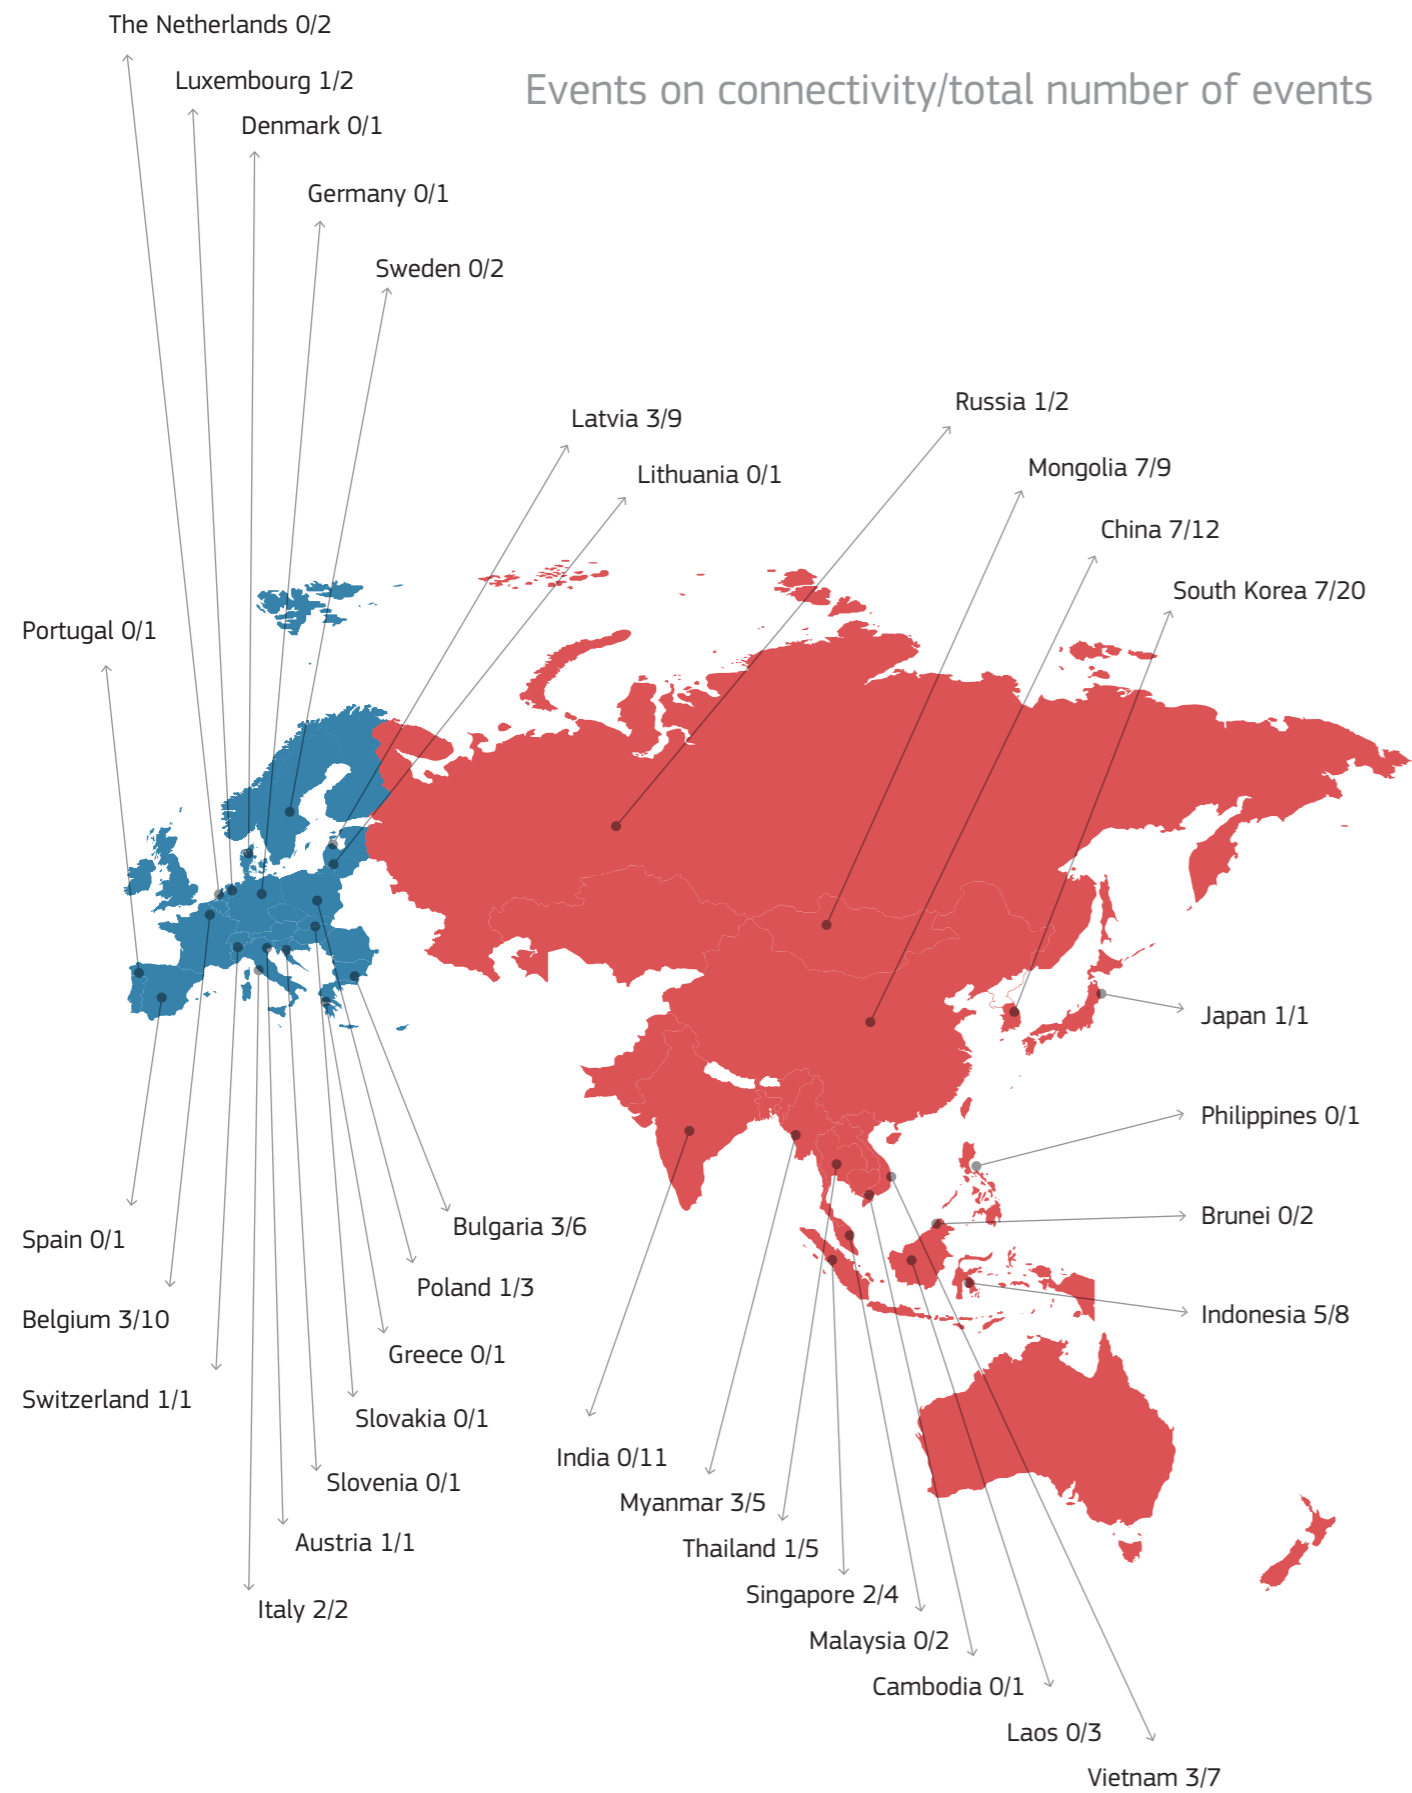 The Netherlands 0/2
Luxembourg 1/2
Events on connectivity/total number of events
Denmark 0/1
Germany 0/1
Sweden 0/2
Latvia 3/9
Lithuania 0/1
Russia 1/2
Mongolia 7/9
China 7/12
South Korea 7/20
Portugal 0/1
Japan 1/1
Philippines 0/1
Brunei 0/2
Indonesia 5/8
Spain 0/1
Belgium 3/10
Switzerland 1/1
Bulgaria 3/6
Poland 1/3
Greece 0/1
Slovakia 0/1
Slovenia 0/1
Austria 1/1
Italy 2/2
India 0/11
Myanmar 3/5
Thailand 1/5
Singapore 2/4
Malaysia 0/2
Cambodia 0/1
Laos 0/3
Vietnam 3/7